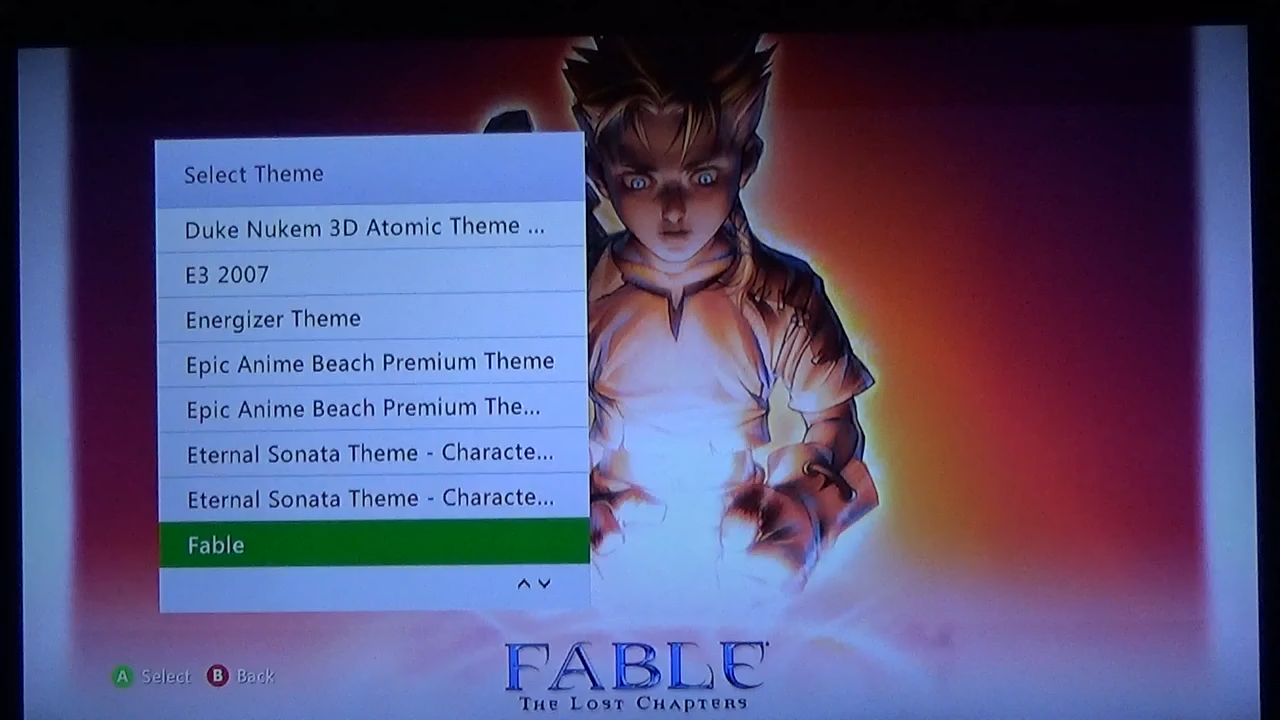 Select Theme
Duke Nukem 3D Atomic Theme ...
E3 2007
Energizer Theme
Epic Anime Beach Premium Theme
Epic Anime Beach Premium The...
Eternal Sonata Theme - Characte...
Eternal Sonata Theme - Characte...
Fable
A Select B Back
FABLE
THE LOST CHAPTERS